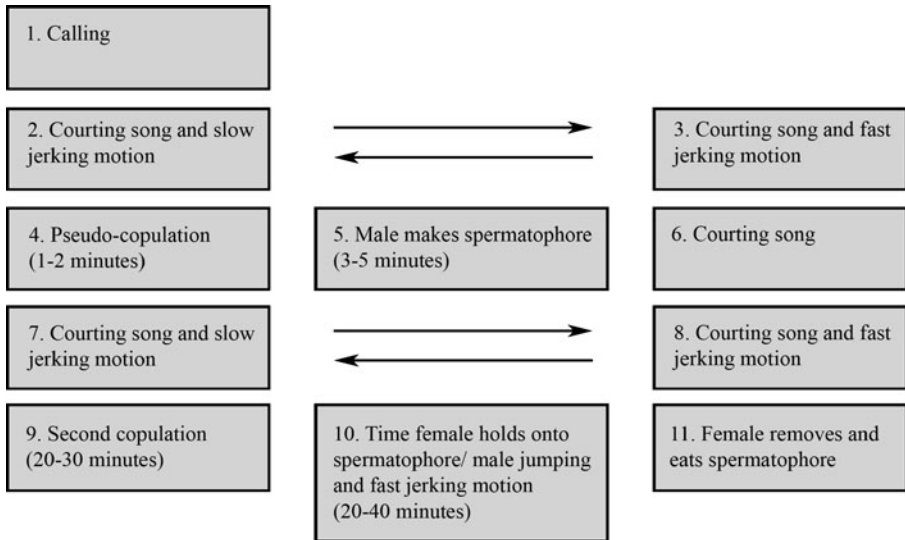 1. Calling
2. Courting song and slow
jerking motion
3. Courting song and fast
jerking motion
4. Pseudo-copulation
(1-2 minutes)
5. Male makes spermatophore
(3-5 minutes)
6. Courting song
7. Courting song and slow
jerking motion
8. Courting song and fast
jerking motion
9. Second copulation
(20-30 minutes)
10. Time female holds onto
spermatophore/ male jumping
and fast jerking motion
(20-40 minutes)
11. Female removes and
eats spermatophore